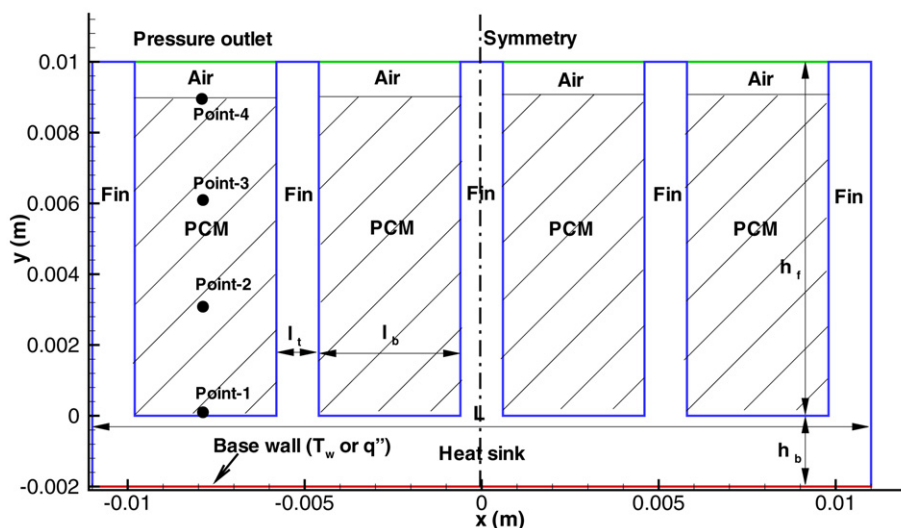 Pressure outlet
Symmetry
0.01
Air
Air
Air
Air
Point-4
0.008
Point-3
Fin
Fin
Fin
Fin
Fin
0.006
PCM
PCM
PCM
PCM
y (m)
h f
0.004
Point-2
l t
l b
0.002
Point-1
0
L
Base wall (T w or q”)
Heat sink
h b
-0.002
-0.01
-0.005
0
0.005
0.01
x (m)